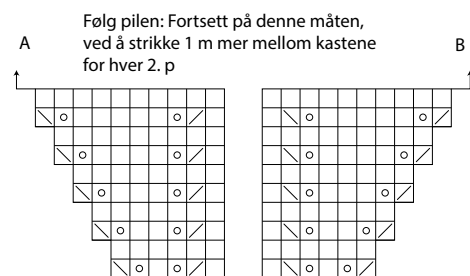 Følg pilen: Fortsett på denne måten,
A
ved å strikke 1 m mer mellom kastene
B
for hver 2. p